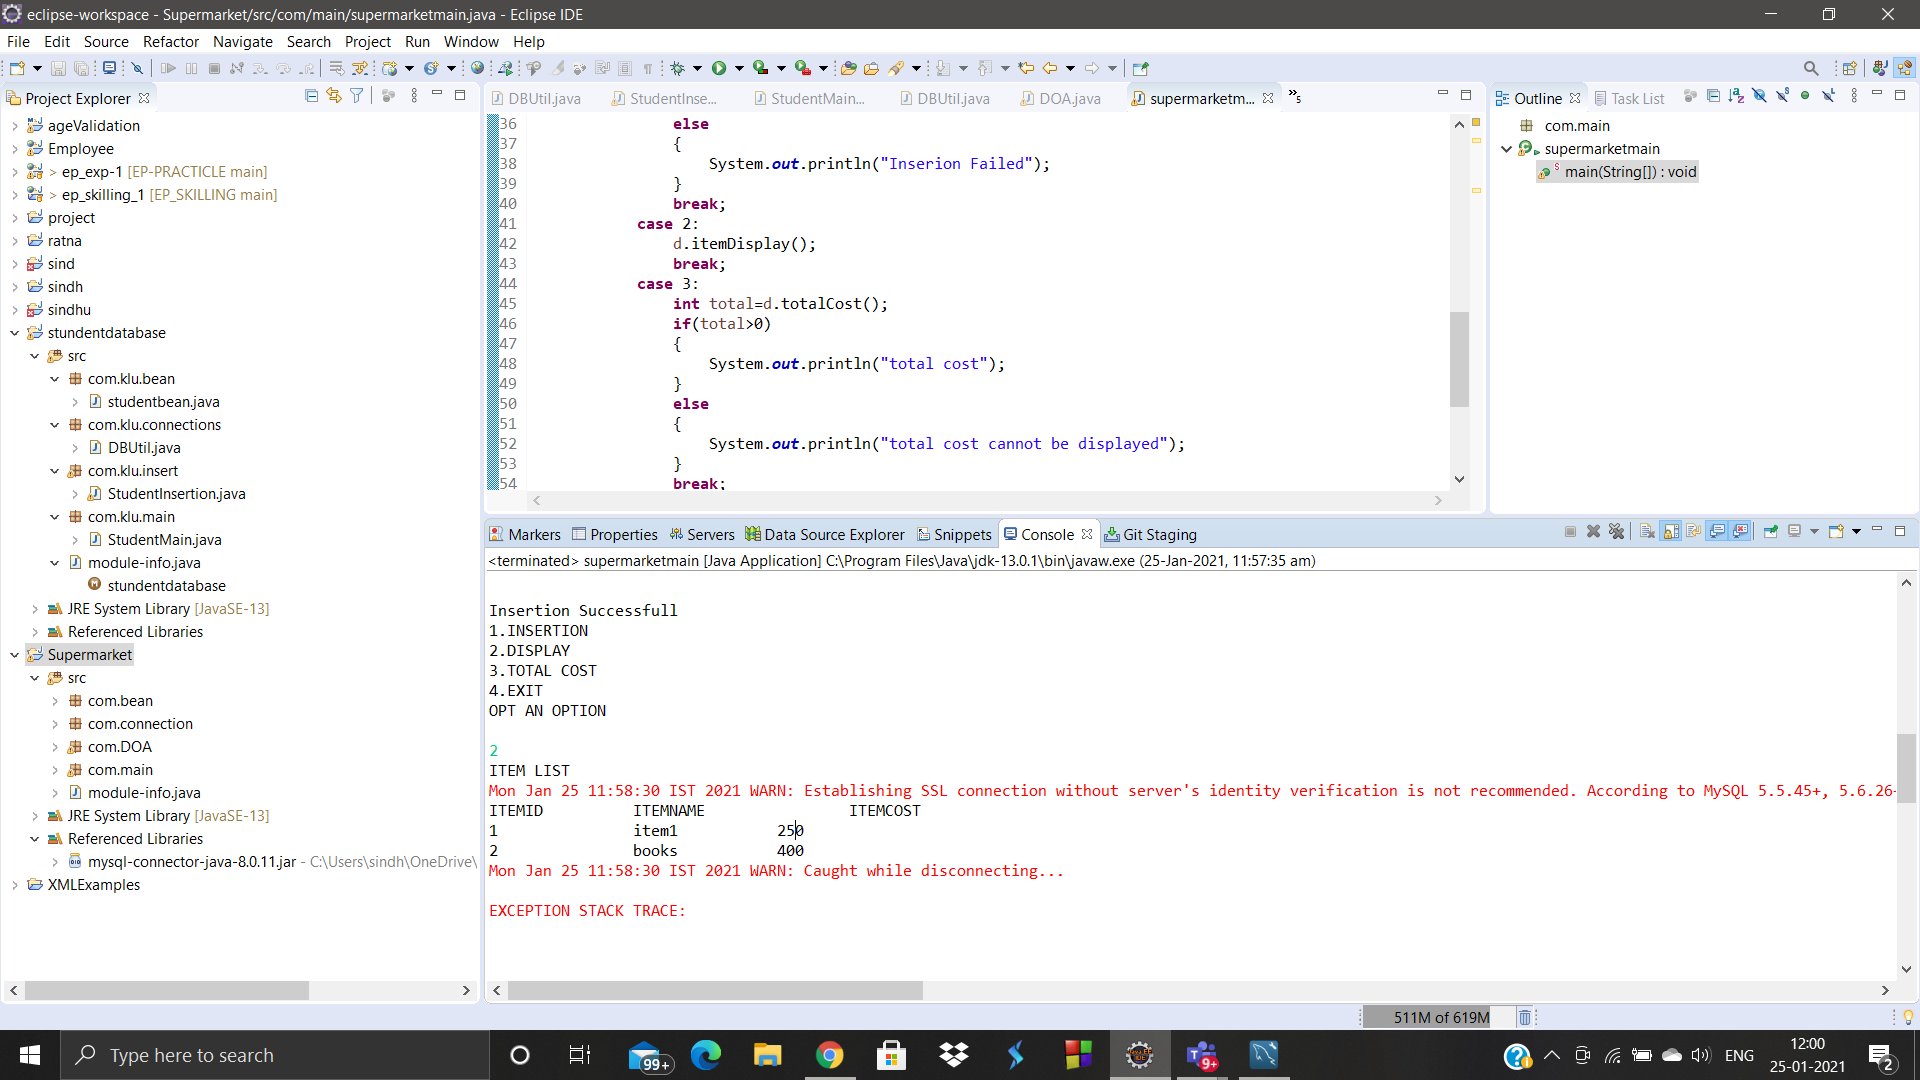 eclipse-workspace - Supermarket/src/com/main/supermarketmain.java - Eclipse IDE
File Edit Source Refactor Navigate Search Project Run Window Help
Project Explorer
ageValidation
Employee
> ep_exp-1 [EP-PRACTICLE main]
> ep_skilling_1 [EP_SKILLING main]
project
ratna
sind
sindh
sindhu
stundentdatabase
src
com.klu.bean
studentbean.java
com.klu.connections
DBUtil.java
com.klu.insert
StudentInsertion.java
com.klu.main
StudentMain.java
module-info.java
stundentdatabase
JRE System Library [JavaSE-13]
Referenced Libraries
Supermarket
src
com.bean
com.connection
com.DOA
com.main
module-info.java
JRE System Library [JavaSE-13]
Referenced Libraries
mysql-connector-java-8.0.11.jar - C:\Users\sindh\OneDrive\
XMLExamples
DBUtil.java StudentInse... StudentMain... DBUtil.java DOA.java supermarketm... »5
36 else
37 {
38 System.out.println("Inserion Failed");
39 }
40 break;
41 case 2:
42 d.itemDisplay();
43 break;
44 case 3:
45 int total=d.totalCost();
46 if(total>0)
47 {
48 System.out.println("total cost");
49 }
50 else
51 {
52 System.out.println("total cost cannot be displayed");
53 }
54 break;
Outline Task List
com.main
supermarketmain
main(String[]) : void
Markers Properties Servers Data Source Explorer Snippets Console Git Staging
<terminated> supermarketmain [Java Application] C:\Program Files\Java\jdk-13.0.1\bin\javaw.exe (25-Jan-2021, 11:57:35 am)
Insertion Successfull
1.INSERTION
2.DISPLAY
3.TOTAL COST
4.EXIT
OPT AN OPTION
2
ITEM LIST
Mon Jan 25 11:58:30 IST 2021 WARN: Establishing SSL connection without server's identity verification is not recommended. According to MySQL 5.5.45+, 5.6.26+
ITEMID ITEMNAME ITEMCOST
1 item1 250
2 books 400
Mon Jan 25 11:58:30 IST 2021 WARN: Caught while disconnecting...
EXCEPTION STACK TRACE:
511M of 619M
Type here to search
99+
9+
ENG
12:00
25-01-2021
2